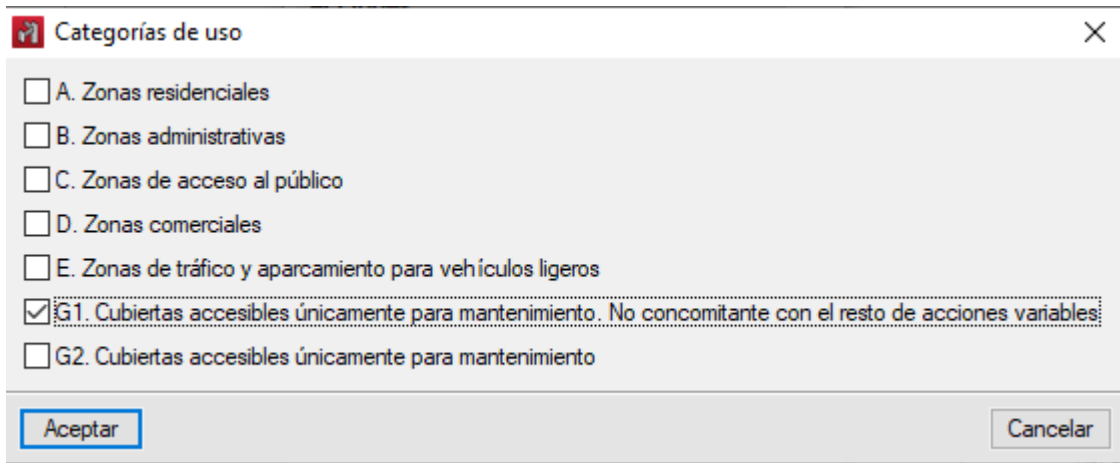 Categorías de uso
A. Zonas residenciales
B. Zonas administrativas
C. Zonas de acceso al público
D. Zonas comerciales
E. Zonas de tráfico y aparcamiento para vehículos ligeros
G1. Cubiertas accesibles únicamente para mantenimiento. No concomitante con el resto de acciones variables
G2. Cubiertas accesibles únicamente para mantenimiento
Aceptar Cancelar